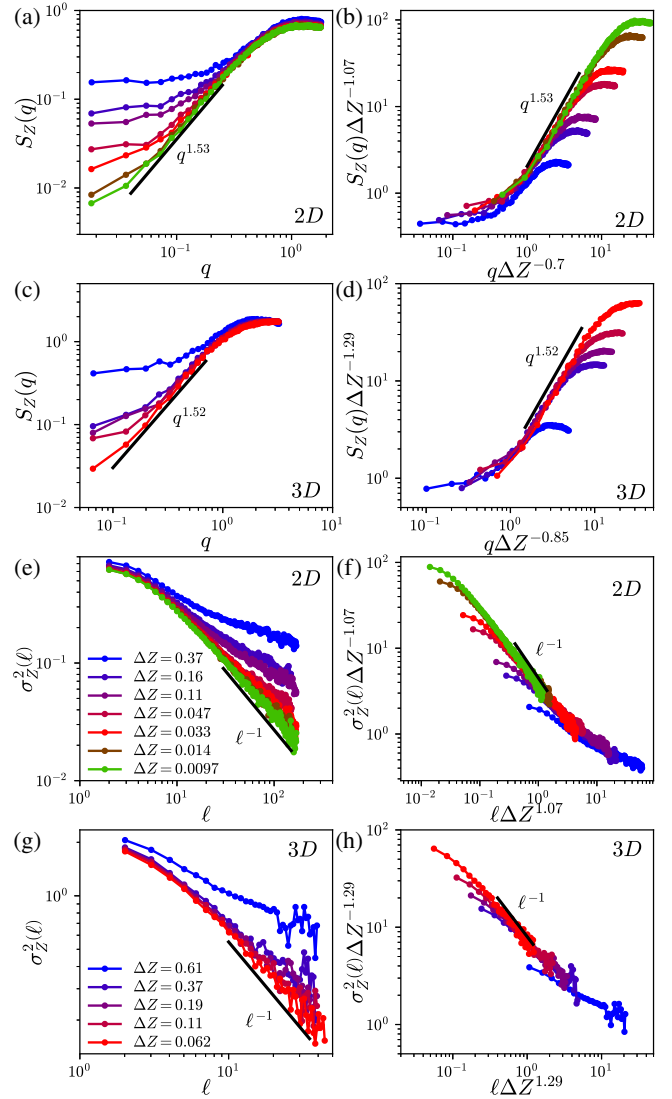 (a)
10^0
10^{-1}
10^{-2}
S_Z(q)
q^{1.53}
2D
10^{-1}
10^0
q
(b)
10^2
10^1
10^0
S_Z(q)ΔZ^{-1.07}
q^{1.53}
2D
10^{-1}
10^0
10^1
10^2
qΔZ^{-0.7}
(c)
10^0
10^{-1}
10^{-2}
S_Z(q)
q^{1.52}
3D
10^{-1}
10^0
10^1
q
(d)
10^2
10^1
10^0
S_Z(q)ΔZ^{-1.29}
q^{1.52}
3D
10^{-1}
10^0
10^1
10^2
qΔZ^{-0.85}
(e)
2D
10^{-1}
10^{-2}
σ_Z^2(ℓ)
ΔZ = 0.37
ΔZ = 0.16
ΔZ = 0.11
ΔZ = 0.047
ΔZ = 0.033
ΔZ = 0.014
ΔZ = 0.0097
ℓ^{-1}
10^0
10^1
10^2
ℓ
(f)
2D
10^2
10^1
10^0
σ_Z^2(ℓ)ΔZ^{-1.07}
ℓ^{-1}
10^{-2}
10^{-1}
10^0
10^1
ℓΔZ^{1.07}
(g)
3D
10^0
σ_Z^2(ℓ)
ΔZ = 0.61
ΔZ = 0.37
ΔZ = 0.19
ΔZ = 0.11
ΔZ = 0.062
ℓ^{-1}
10^0
10^1
ℓ
(h)
3D
10^2
10^1
10^0
σ_Z^2(ℓ)ΔZ^{-1.29}
ℓ^{-1}
10^{-1}
10^0
10^1
ℓΔZ^{1.29}